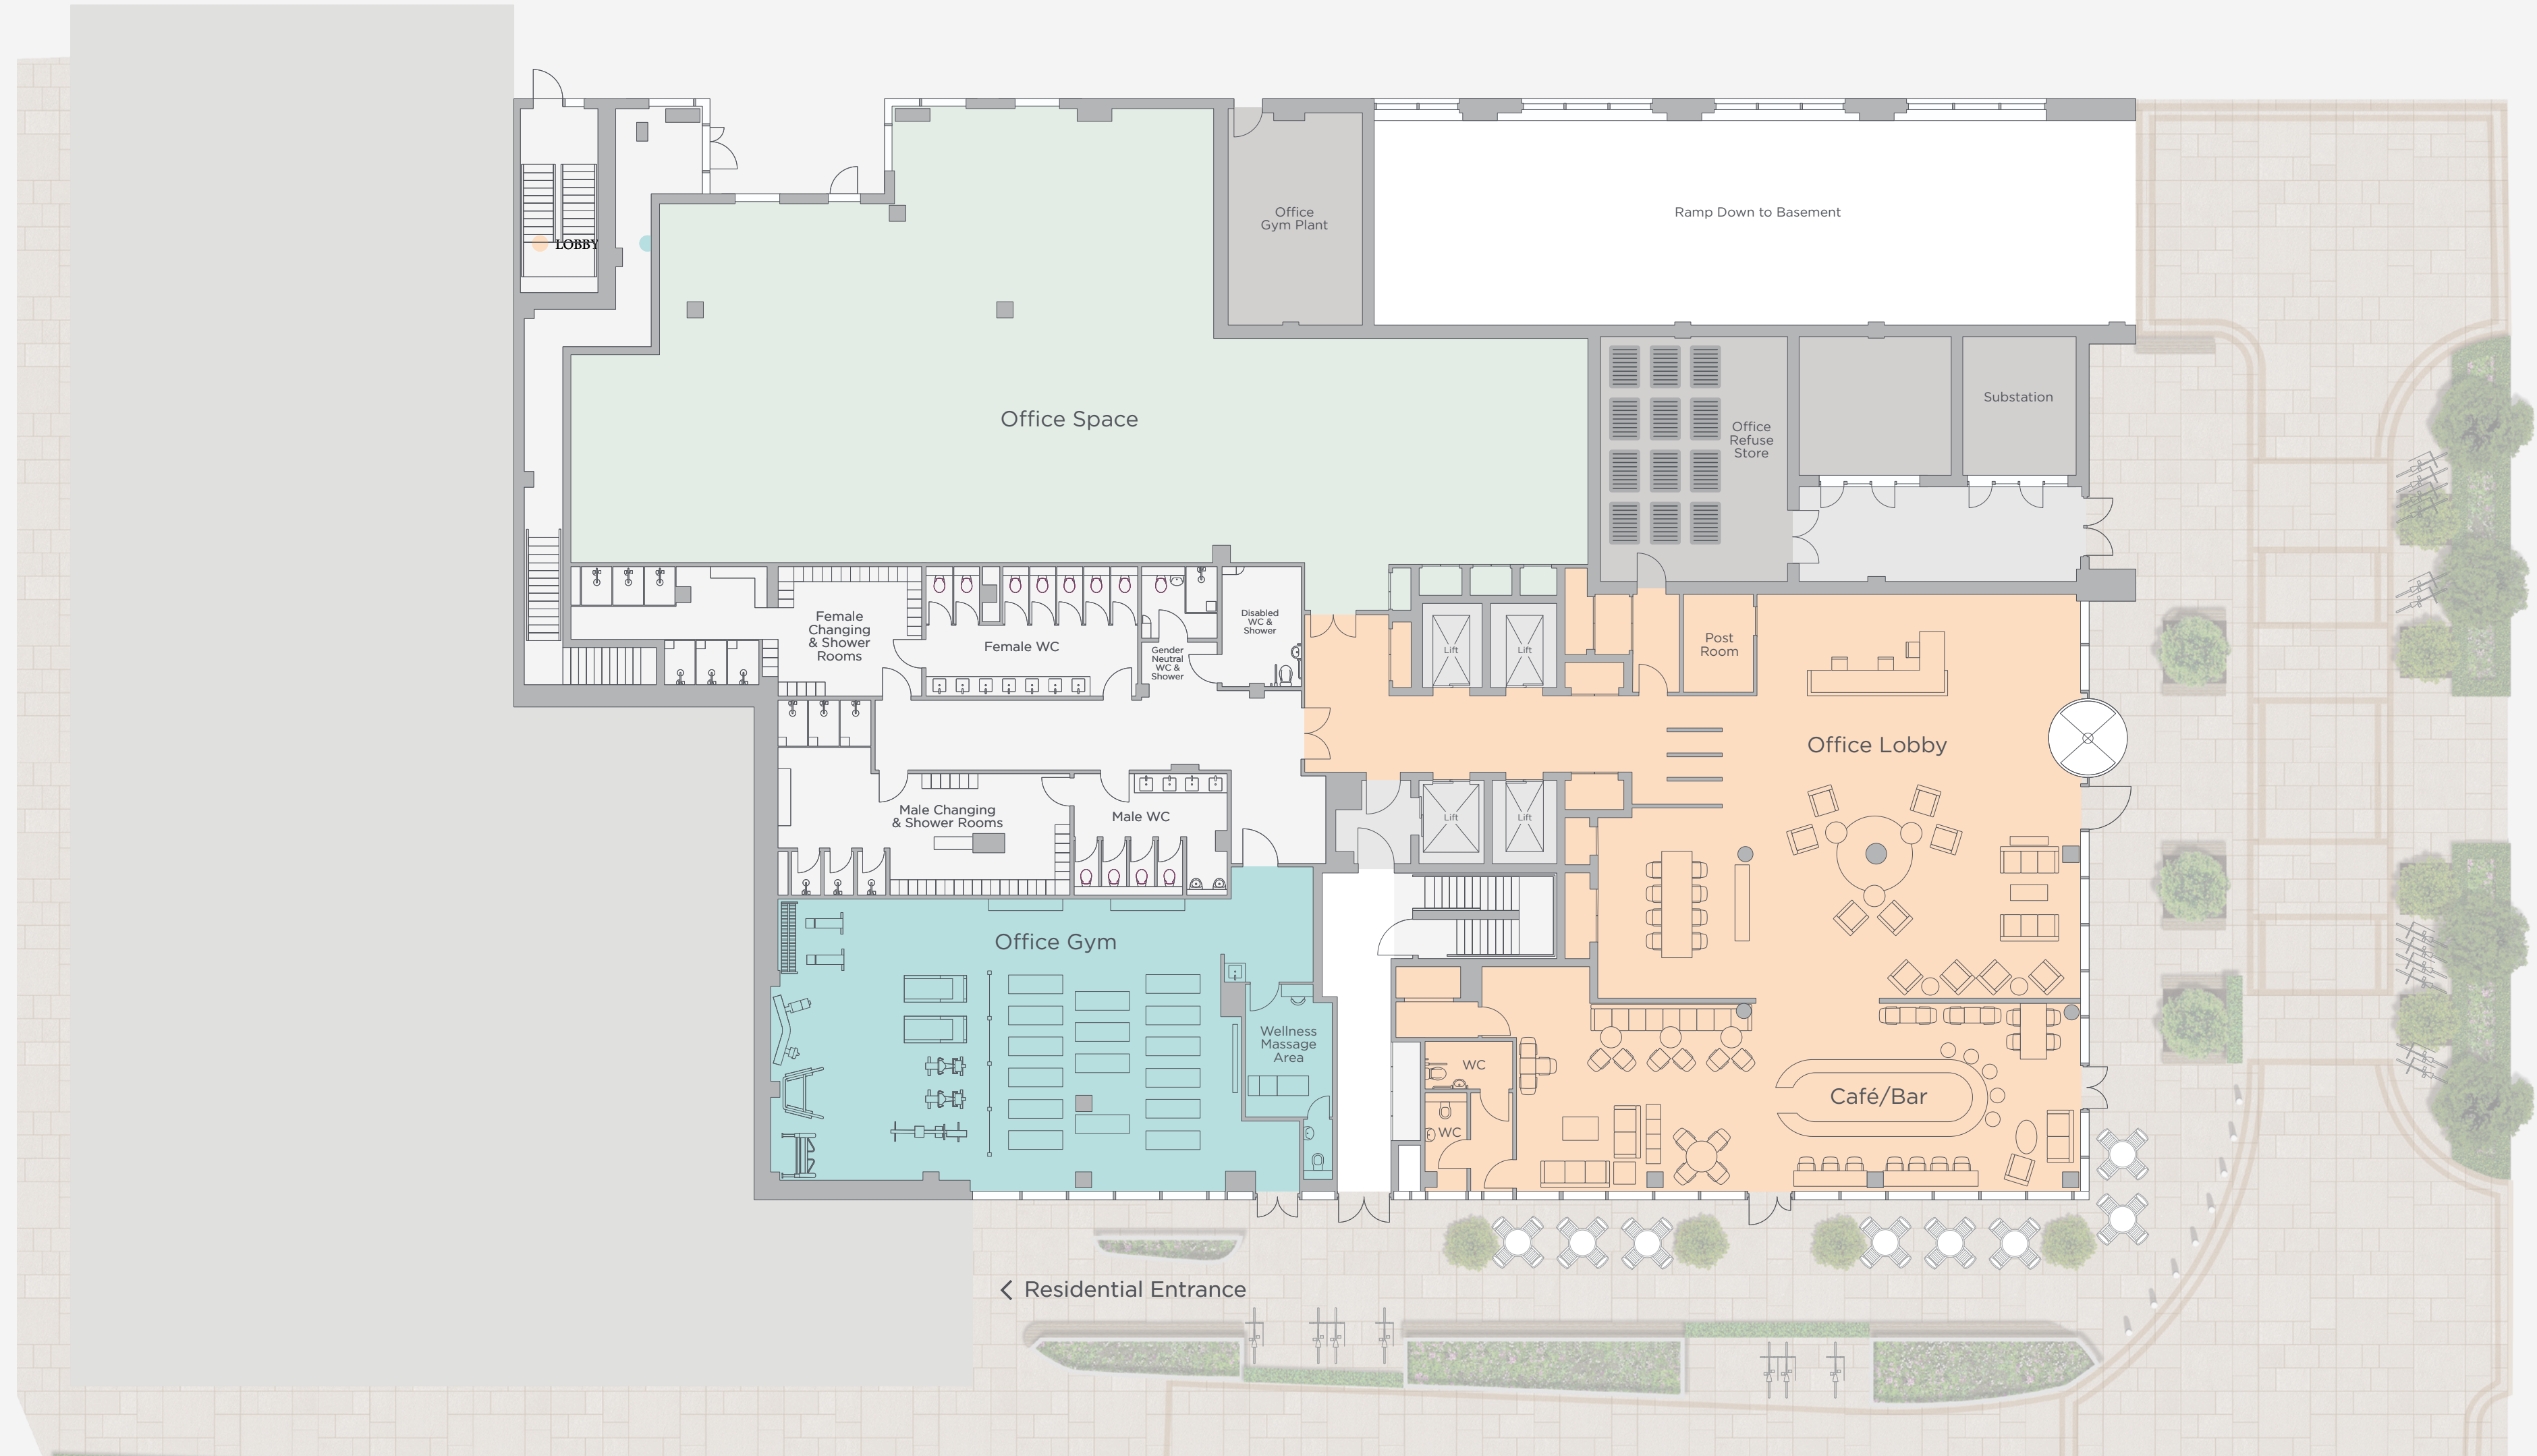 Office
Gym Plant
Ramp Down to Basement
LOBBY
Office Space
Office
Refuse
Store
Substation
Female
Changing
& Shower
Rooms
Female WC
Gender
Neutral
WC &
Shower
Disabled
WC &
Shower
Lift
Lift
Post
Room
Office Lobby
Male Changing
& Shower Rooms
Male WC
Lift
Lift
Office Gym
Wellness
Massage
Area
WC
WC
Café/Bar
Residential Entrance